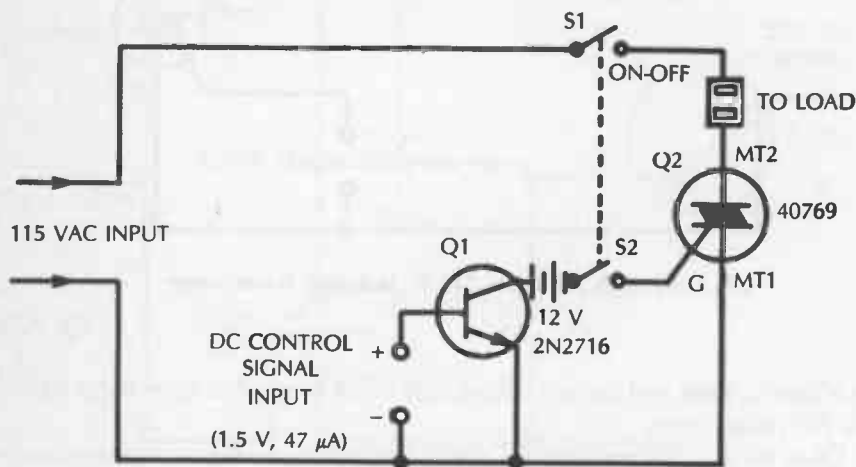 S1
ON-OFF
TO LOAD
Q2
MT2
40769
115 VAC INPUT
Q1
S2
G
MT1
12 V
2N2716
DC CONTROL
SIGNAL
INPUT
+
−
(1.5 V, 47 μA)